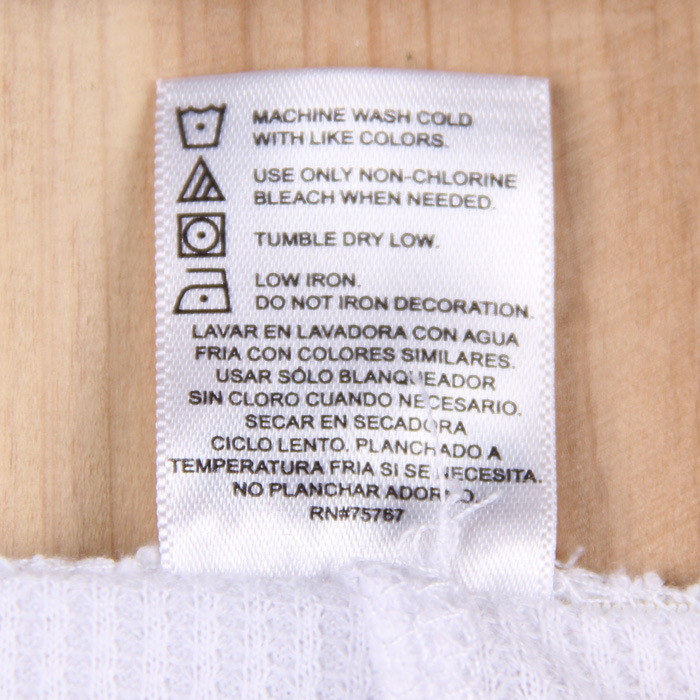 MACHINE WASH COLD
WITH LIKE COLORS.
USE ONLY NON-CHLORINE
BLEACH WHEN NEEDED.
TUMBLE DRY LOW.
LOW IRON.
DO NOT IRON DECORATION.
LAVAR EN LAVADORA CON AGUA
FRIA CON COLORES SIMILARES.
USAR SÓLO BLANQUEADOR
SIN CLORO CUANDO NECESARIO.
SECAR EN SECADORA
CICLO LENTO. PLANCHADO A
TEMPERATURA FRIA SI SE NECESITA.
NO PLANCHAR ADORNO.
RN#75767